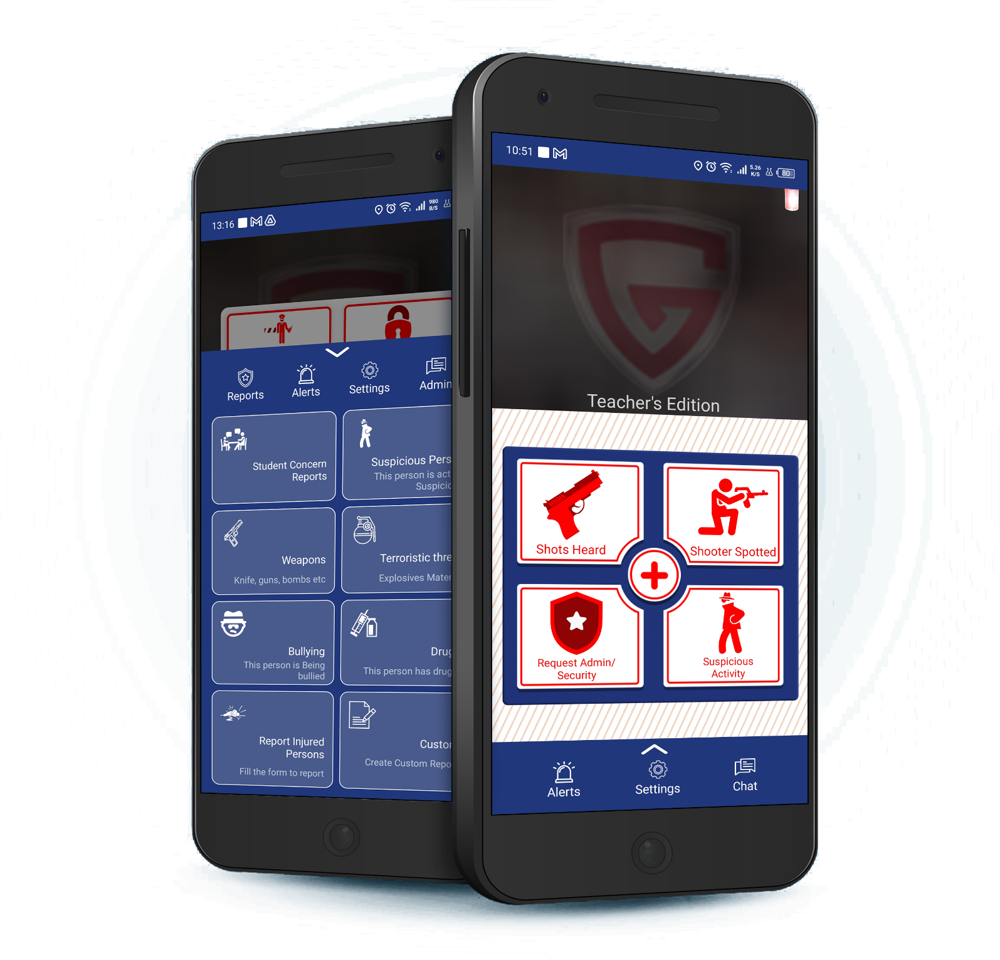 13:16
980
B/S
Reports
Alerts
Settings
Admin
Student Concern
Reports
Suspicious Pers
This person is act
Suspicio
Weapons
Knife, guns, bombs etc
Terroristic thre
Explosives Mater
Bullying
This person is Being
bullied
Drug
This person has drug
Report Injured
Persons
Fill the form to report
Custo
Create Custom Repo
10:51
5.26
K/S
80
Teacher's Edition
Shots Heard
Shooter Spotted
Request Admin/
Security
Suspicious
Activity
Alerts
Settings
Chat